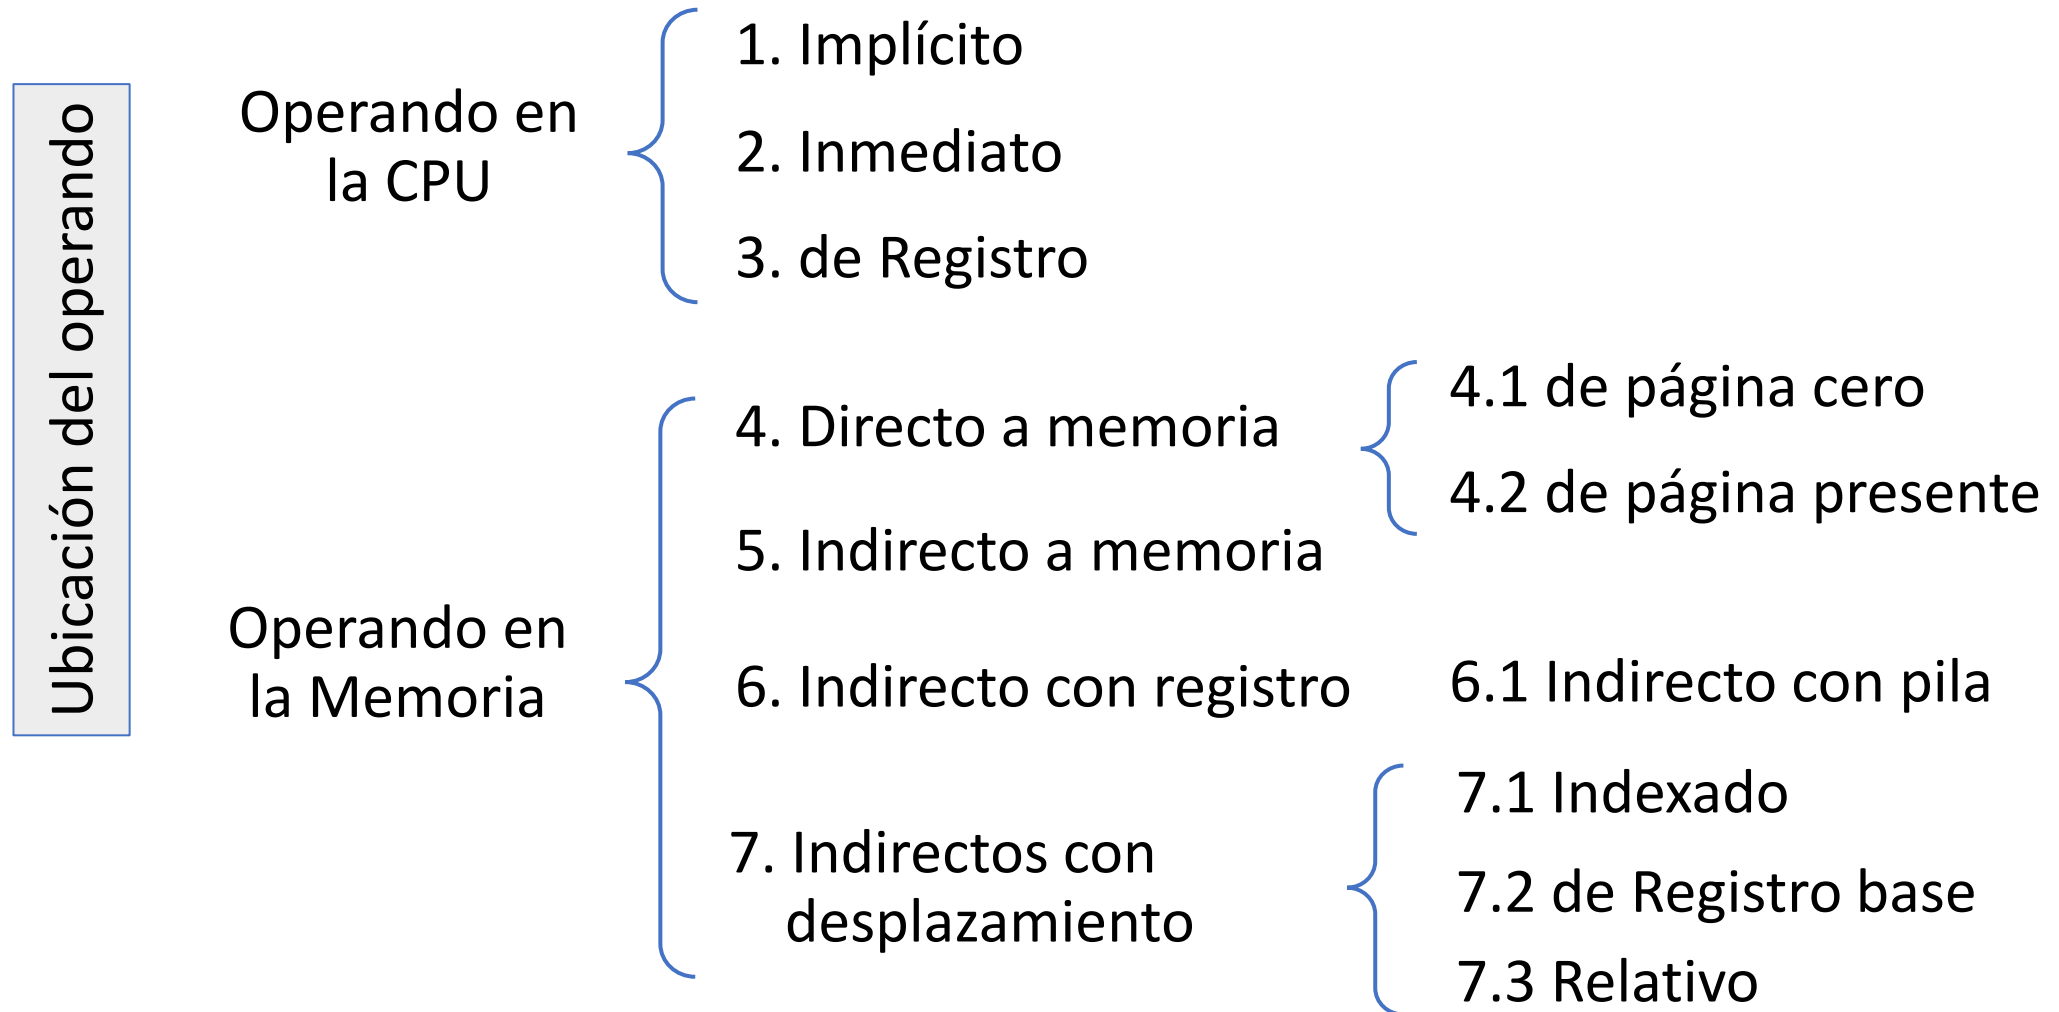 Ubicación del operando
Operando en
la CPU
1. Implícito
2. Inmediato
3. de Registro
Operando en
la Memoria
4. Directo a memoria
4.1 de página cero
4.2 de página presente
5. Indirecto a memoria
6. Indirecto con registro
6.1 Indirecto con pila
7. Indirectos con
desplazamiento
7.1 Indexado
7.2 de Registro base
7.3 Relativo